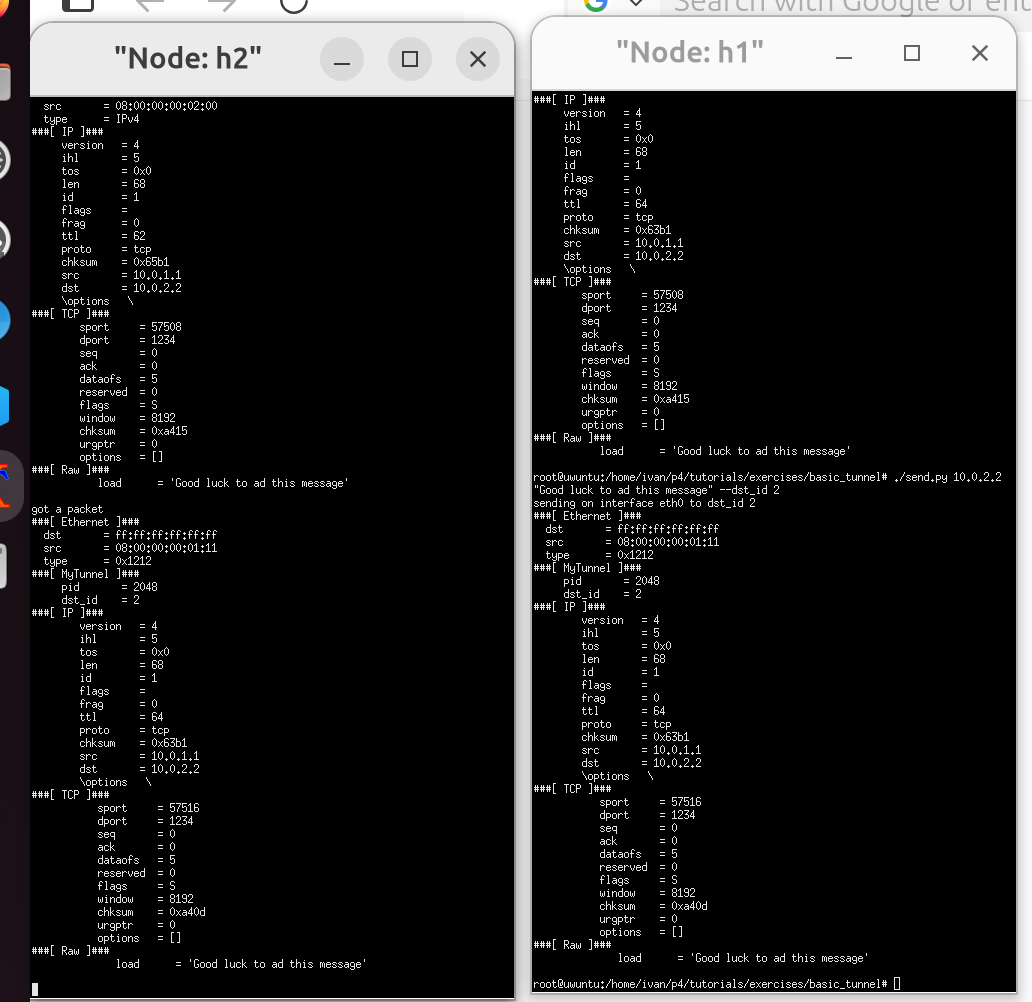 Search with Google or ent
"Node: h2"
src = 08:00:00:00:02:00
type = IPv4
###[ IP ]###
version = 4
ihl = 5
tos = 0x0
len = 68
id = 1
flags =
frag = 0
ttl = 62
proto = tcp
chksum = 0x65b1
src = 10.0.1.1
dst = 10.0.2.2
\options \
###[ TCP ]###
sport = 57508
dport = 1234
seq = 0
ack = 0
dataofs = 5
reserved = 0
flags = S
window = 8192
chksum = 0xa415
urgptr = 0
options = []
###[ Raw ]###
load = 'Good luck to ad this message'
got a packet
###[ Ethernet ]###
dst = ff:ff:ff:ff:ff:ff
src = 08:00:00:00:01:11
type = 0x1212
###[ MyTunnel ]###
pid = 2048
dst_id = 2
###[ IP ]###
version = 4
ihl = 5
tos = 0x0
len = 68
id = 1
flags =
frag = 0
ttl = 64
proto = tcp
chksum = 0x63b1
src = 10.0.1.1
dst = 10.0.2.2
\options \
###[ TCP ]###
sport = 57516
dport = 1234
seq = 0
ack = 0
dataofs = 5
reserved = 0
flags = S
window = 8192
chksum = 0xa40d
urgptr = 0
options = []
###[ Raw ]###
load = 'Good luck to ad this message'
"Node: h1"
###[ IP ]###
version = 4
ihl = 5
tos = 0x0
len = 68
id = 1
flags =
frag = 0
ttl = 64
proto = tcp
chksum = 0x63b1
src = 10.0.1.1
dst = 10.0.2.2
\options \
###[ TCP ]###
sport = 57508
dport = 1234
seq = 0
ack = 0
dataofs = 5
reserved = 0
flags = S
window = 8192
chksum = 0xa415
urgptr = 0
options = []
###[ Raw ]###
load = 'Good luck to ad this message'
root@uwuntu:/home/ivan/p4/tutorials/exercises/basic_tunnel# ./send.py 10.0.2.2
"Good luck to ad this message" --dst_id 2
sending on interface eth0 to dst_id 2
###[ Ethernet ]###
dst = ff:ff:ff:ff:ff:ff
src = 08:00:00:00:01:11
type = 0x1212
###[ MyTunnel ]###
pid = 2048
dst_id = 2
###[ IP ]###
version = 4
ihl = 5
tos = 0x0
len = 68
id = 1
flags =
frag = 0
ttl = 64
proto = tcp
chksum = 0x63b1
src = 10.0.1.1
dst = 10.0.2.2
\options \
###[ TCP ]###
sport = 57516
dport = 1234
seq = 0
ack = 0
dataofs = 5
reserved = 0
flags = S
window = 8192
chksum = 0xa40d
urgptr = 0
options = []
###[ Raw ]###
load = 'Good luck to ad this message'
root@uwuntu:/home/ivan/p4/tutorials/exercises/basic_tunnel#